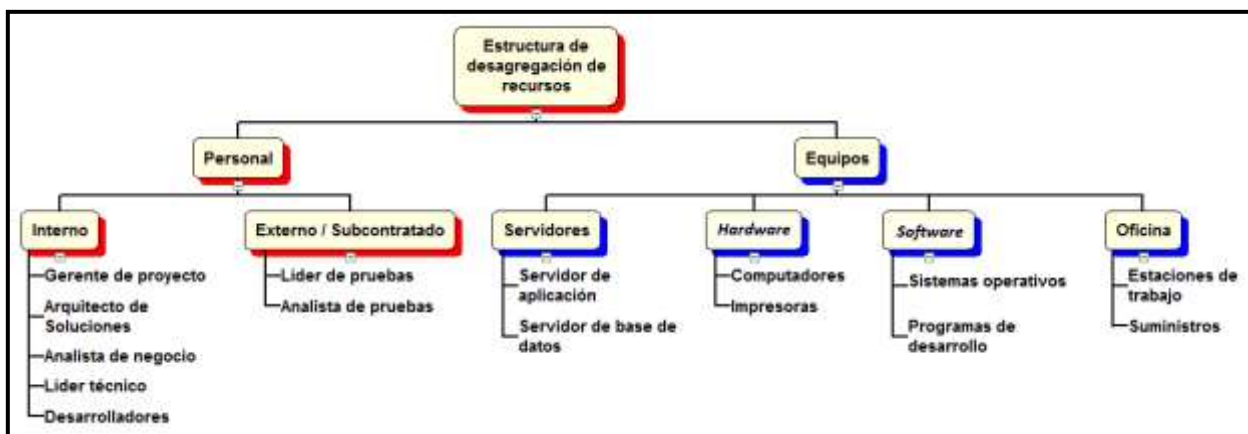 Estructura de
desagregación de
recursos
Personal
Equipos
Interno
Externo / Subcontratado
Servidores
Hardware
Software
Oficina
Gerente de proyecto
Arquitecto de
Soluciones
Analista de negocio
Líder técnico
Desarrolladores
Líder de pruebas
Analista de pruebas
Servidor de
aplicación
Servidor de base de
datos
Computadores
Impresoras
Sistemas operativos
Programas de
desarrollo
Estaciones de
trabajo
Suministros